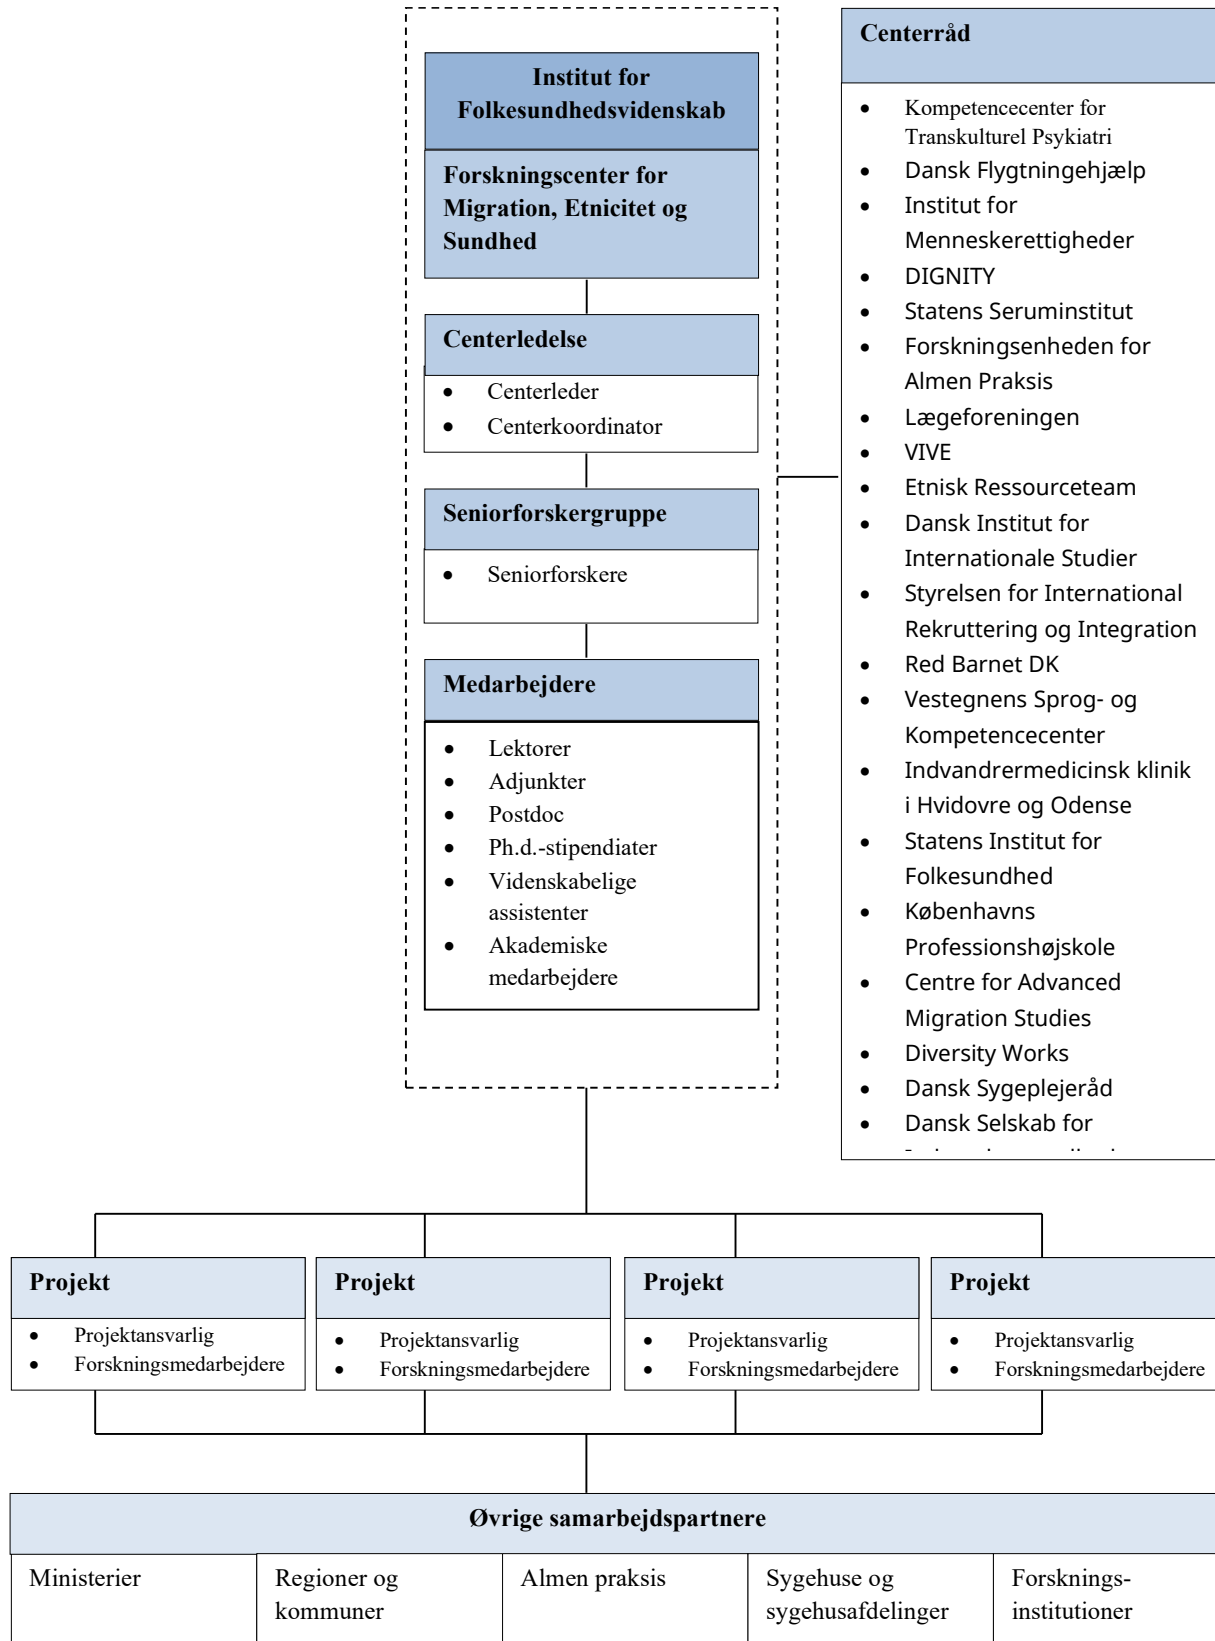 Institut for
Folkesundhedsvidenskab
Forskningscenter for
Migration, Etnicitet og
Sundhed
Centerledelse
• Centerleder
• Centerkoordinator
Seniorforskergruppe
• Seniorforskere
Medarbejdere
• Lektorer
• Adjunkter
• Postdoc
• Ph.d.-stipendiater
• Videnskabelige
assistenter
• Akademiske
medarbejdere
Centerråd
• Kompetencecenter for
Transkulturel Psykiatri
• Dansk Flygtningehjælp
• Institut for
Menneskerettigheder
• DIGNITY
• Statens Seruminstitut
• Forskningsenheden for
Almen Praksis
• Lægeforeningen
• VIVE
• Etnisk Ressourceteam
• Dansk Institut for
Internationale Studier
• Styrelsen for International
Rekruttering og Integration
• Red Barnet DK
• Vestegnens Sprog- og
Kompetencecenter
• Indvandrermedicinsk klinik
i Hvidovre og Odense
• Statens Institut for
Folkesundhed
• Københavns
Professionshøjskole
• Centre for Advanced
Migration Studies
• Diversity Works
• Dansk Sygeplejeråd
• Dansk Selskab for
Projekt
• Projektansvarlig
• Forskningsmedarbejdere
Projekt
• Projektansvarlig
• Forskningsmedarbejdere
Projekt
• Projektansvarlig
• Forskningsmedarbejdere
Projekt
• Projektansvarlig
• Forskningsmedarbejdere
Øvrige samarbejdspartnere
Ministerier
Regioner og
kommuner
Almen praksis
Sygehuse og
sygehusafdelinger
Forsknings-
institutioner